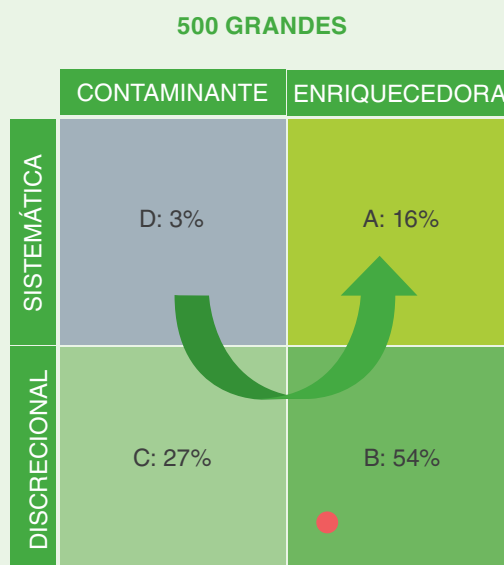 500 GRANDES
CONTAMINANTE
ENRIQUECEDORA
SISTEMÁTICA
D: 3%
A: 16%
DISCRECIONAL
C: 27%
B: 54%